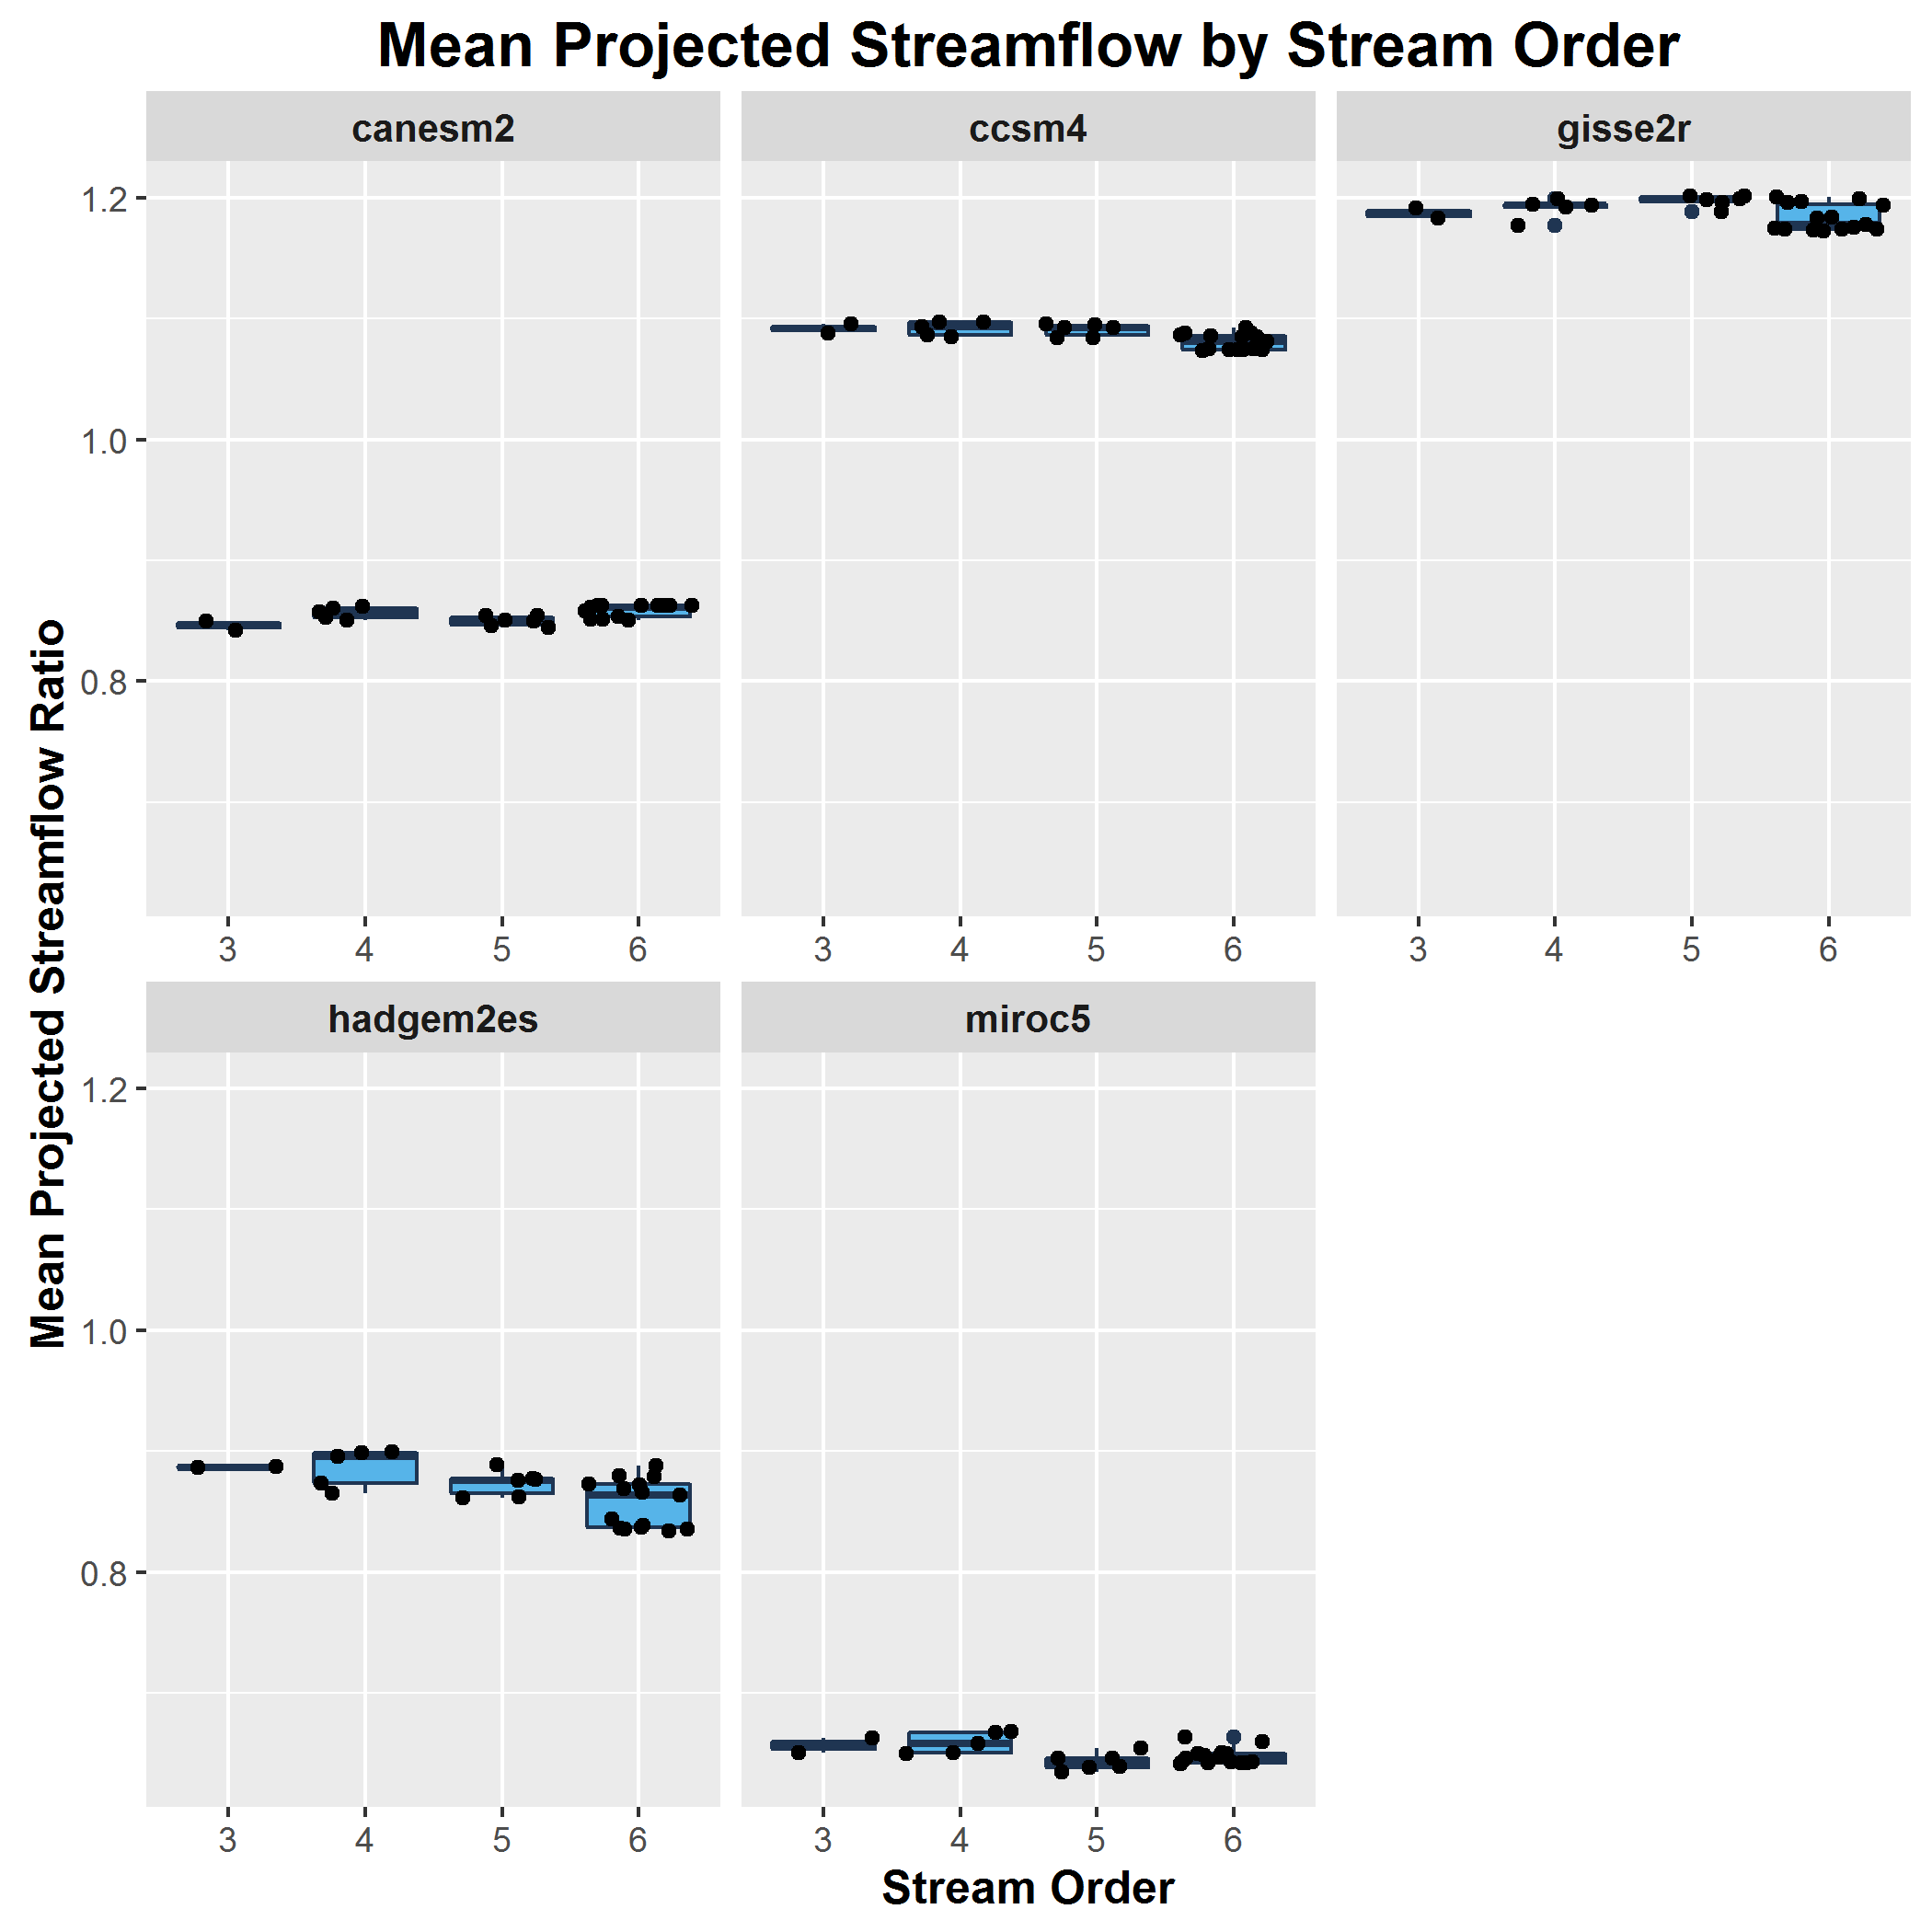 Mean Projected Streamflow by Stream Order
canesm2
ccsm4
gisse2r
1.2
1.0
0.8
3 4 5 6
3 4 5 6
3 4 5 6
hadgem2es
miroc5
1.2
1.0
0.8
3 4 5 6
3 4 5 6
Mean Projected Streamflow Ratio
Stream Order